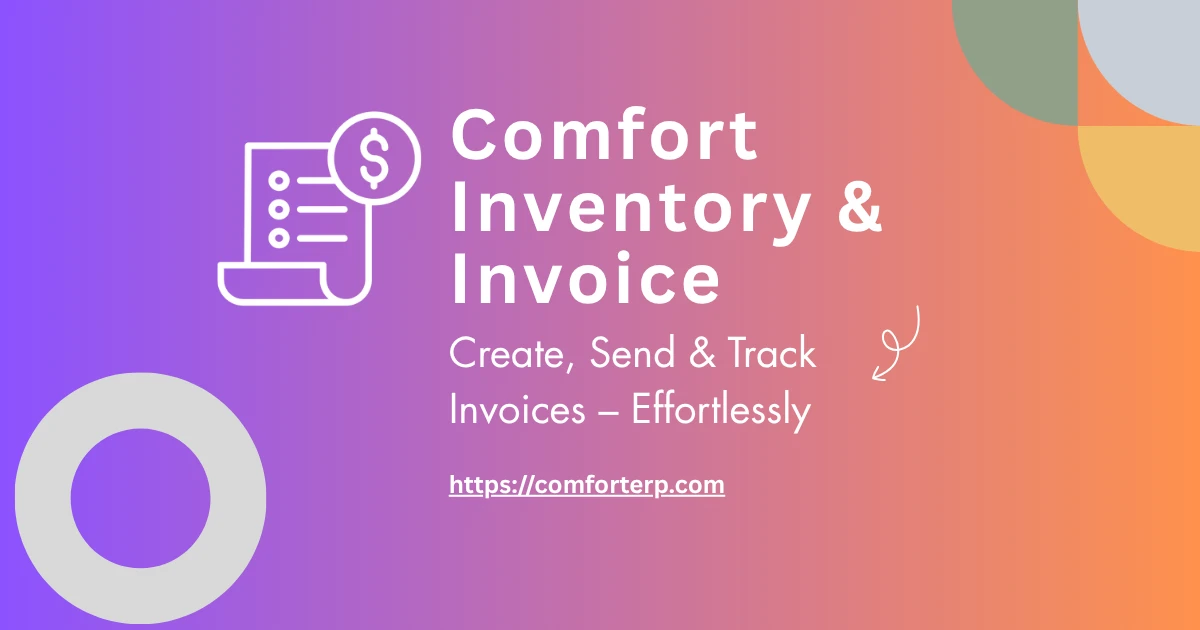 Comfort
Inventory &
Invoice
Create, Send & Track
Invoices – Effortlessly
https://comforterp.com
$